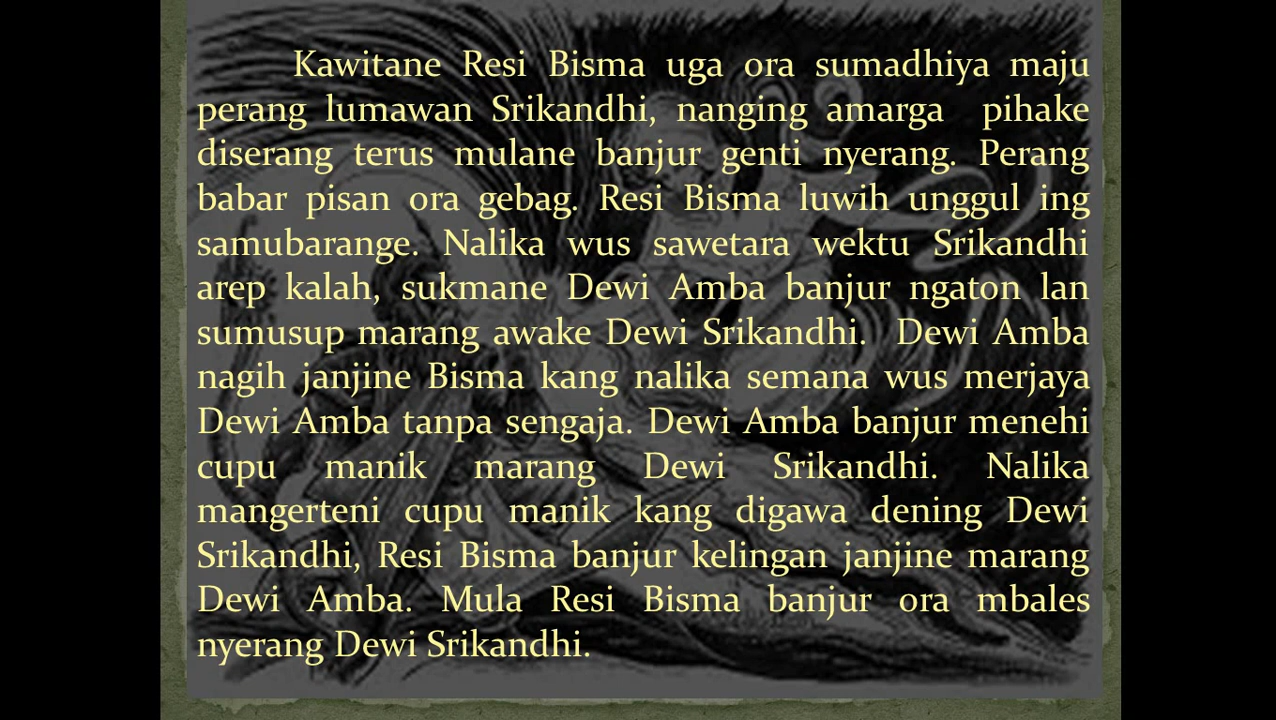 Kawitane Resi Bisma uga ora sumadhiya maju
perang lumawan Srikandhi, nanging amarga pihake
diserang terus mulane banjur genti nyerang. Perang
babar pisan ora gebag. Resi Bisma luwih unggul ing
samubarange. Nalika wus sawetara wektu Srikandhi
arep kalah, sukmane Dewi Amba banjur ngaton lan
sumusup marang awake Dewi Srikandhi. Dewi Amba
nagih janjine Bisma kang nalika semana wus merjaya
Dewi Amba tanpa sengaja. Dewi Amba banjur menehi
cupu manik marang Dewi Srikandhi. Nalika
mangerteni cupu manik kang digawa dening Dewi
Srikandhi, Resi Bisma banjur kelingan janjine marang
Dewi Amba. Mula Resi Bisma banjur ora mbales
nyerang Dewi Srikandhi.